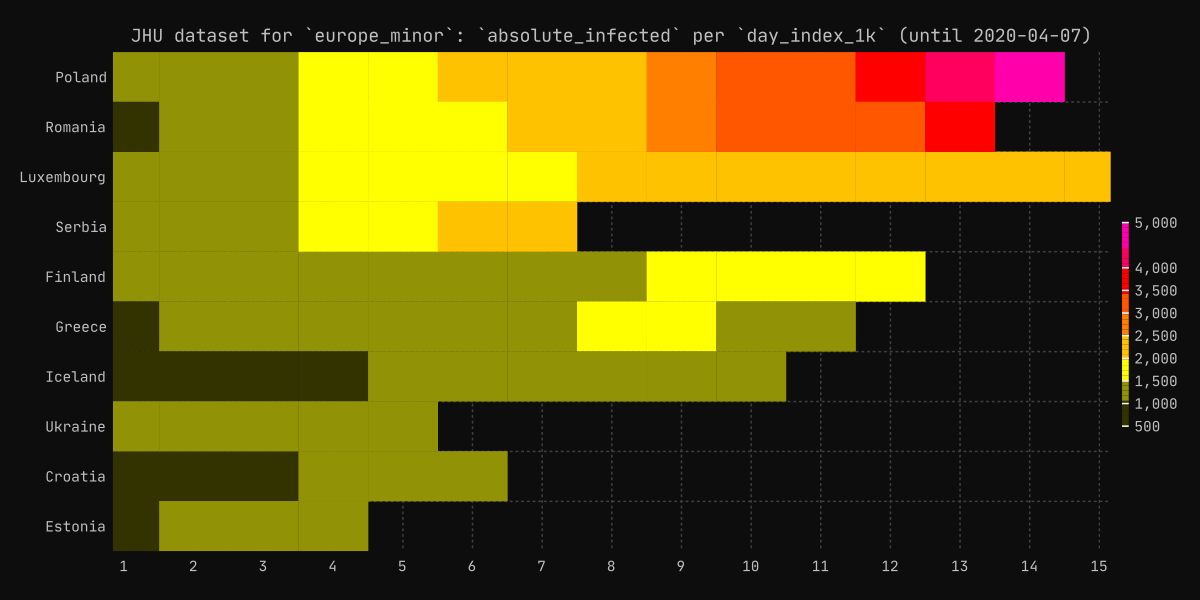 JHU dataset for `europe_minor`: `absolute_infected` per `day_index_1k` (until 2020-04-07)
Poland
Romania
Luxembourg
Serbia
Finland
Greece
Iceland
Ukraine
Croatia
Estonia
1 2 3 4 5 6 7 8 9 10 11 12 13 14 15
5,000
4,000
3,500
3,000
2,500
2,000
1,500
1,000
500